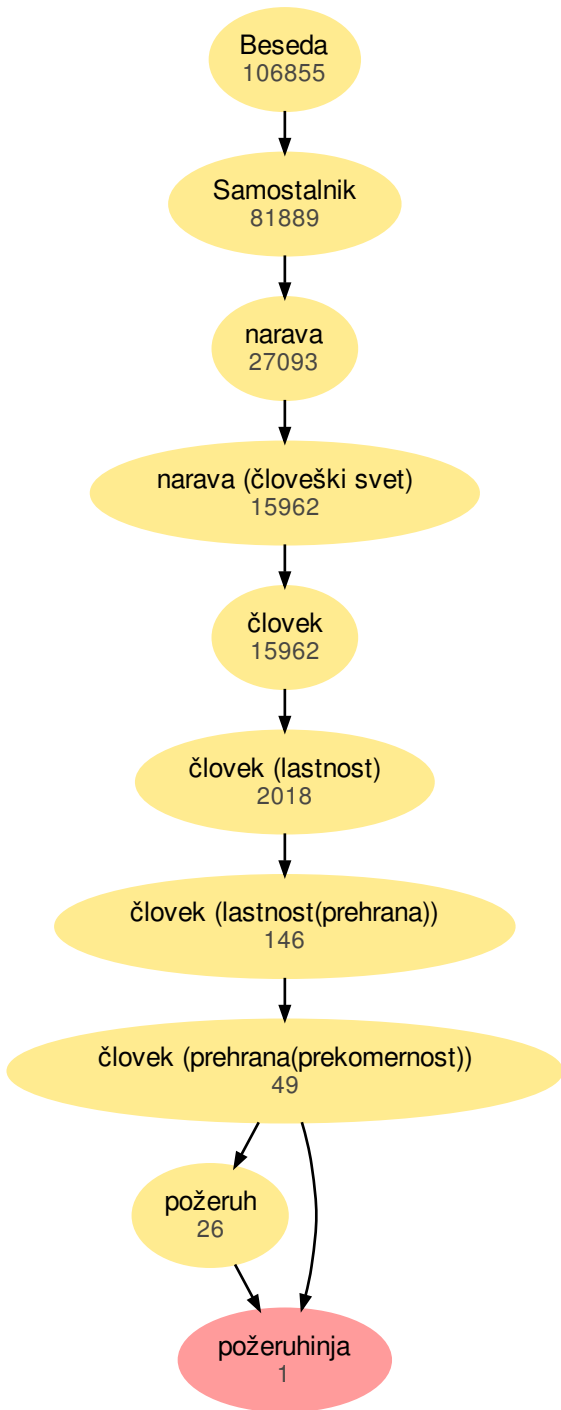 Beseda
106855
Samostalnik
81889
narava
27093
narava (človeški svet)
15962
človek
15962
človek (lastnost)
2018
človek (lastnost(prehrana))
146
človek (prehrana(prekomernost))
49
požeruh
26
požeruhinja
1